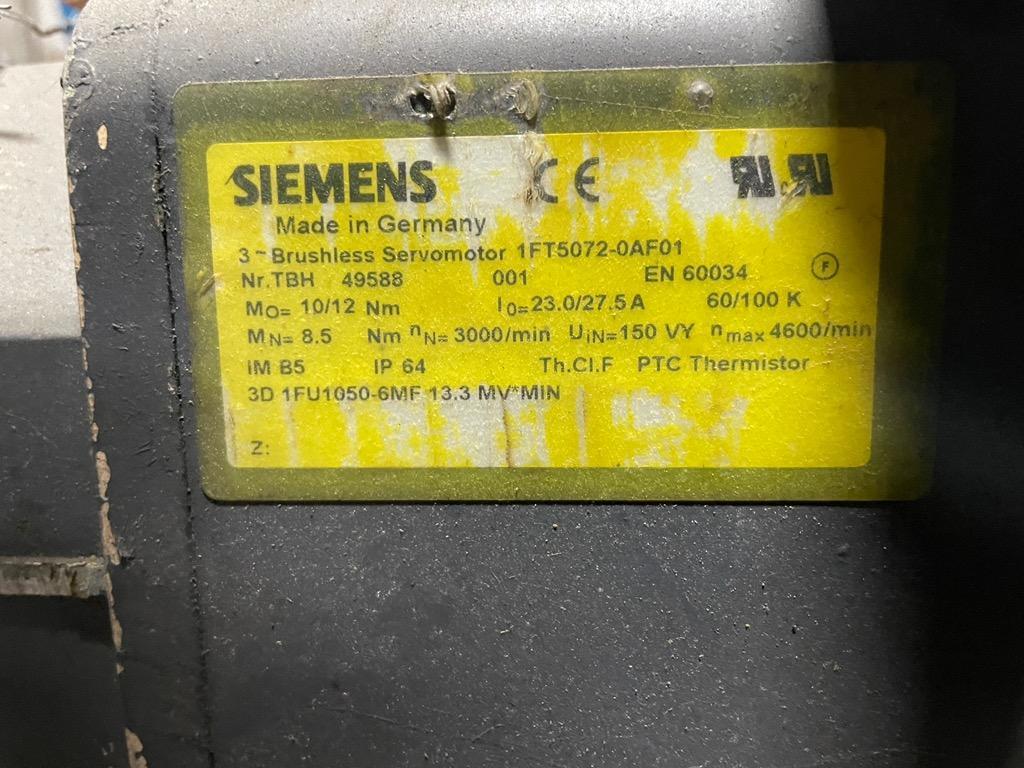 SIEMENS CE
Made in Germany
3~Brushless Servomotor 1FT5072-0AF01
Nr.TBH 49588 001 EN 60034 F
MO= 10/12 Nm I0=23.0/27.5A 60/100 K
MN= 8.5 Nm nN= 3000/min UiN=150 VY nmax 4600/min
IM B5 IP 64 Th.Cl.F PTC Thermistor
3D 1FU1050-6MF 13.3 MV*MIN
Z: